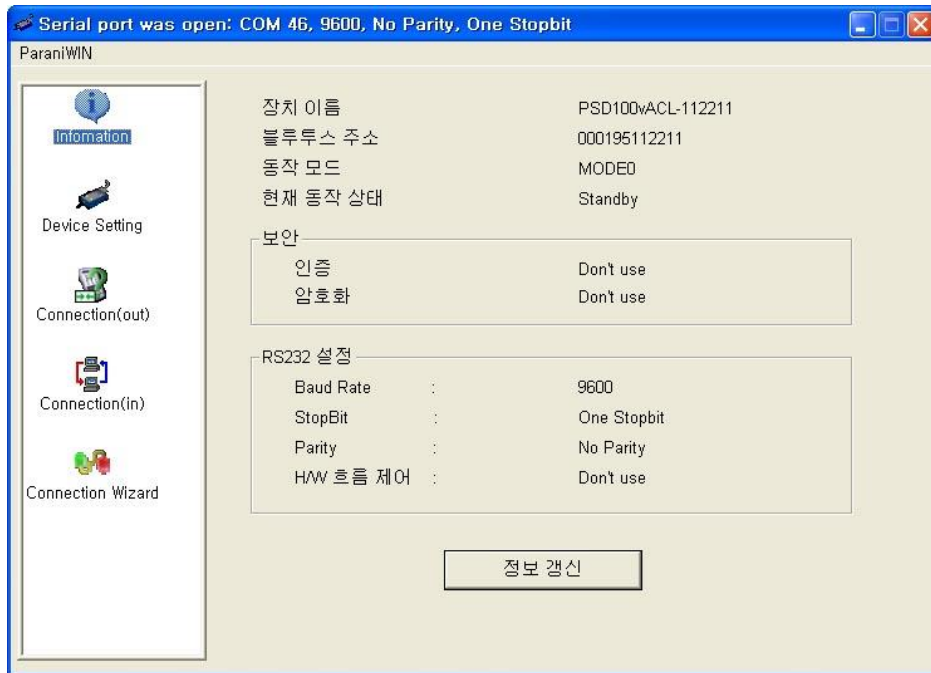 Serial port was open: COM 46, 9600, No Parity, One Stopbit
ParaniWIN
Infomation
Device Setting
Connection(out)
Connection(in)
Connection Wizard
장치 이름 PSD100vACL-112211
블루투스 주소 000195112211
동작 모드 MODE0
현재 동작 상태 Standby
보안
인증 Don't use
암호화 Don't use
RS232 설정
Baud Rate : 9600
StopBit : One Stopbit
Parity : No Parity
H/W 흐름 제어 : Don't use
정보 갱신